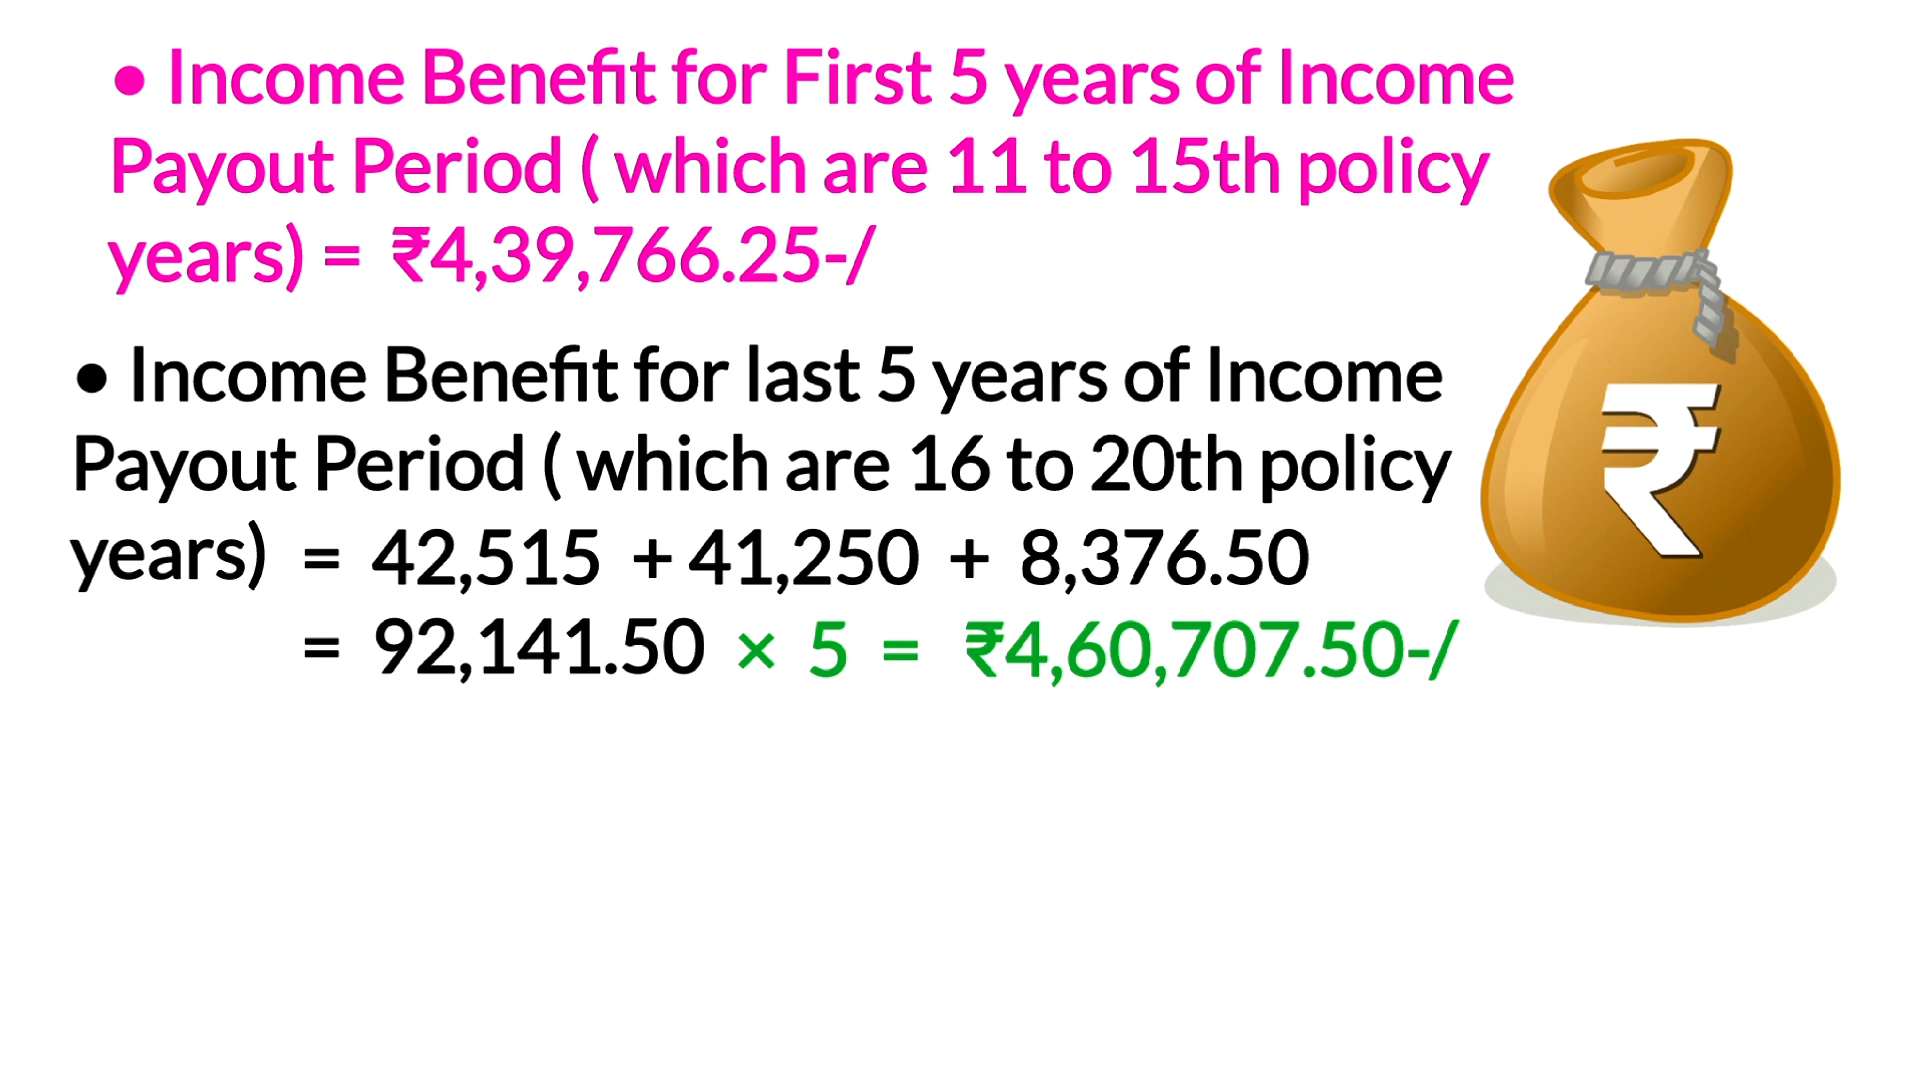 • Income Benefit for First 5 years of Income
Payout Period ( which are 11 to 15th policy
years) = ₹4,39,766.25-/
• Income Benefit for last 5 years of Income
Payout Period ( which are 16 to 20th policy
years) = 42,515 + 41,250 + 8,376.50
= 92,141.50 × 5 = ₹4,60,707.50-/
₹